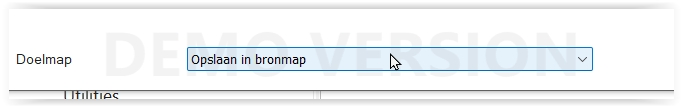 DEMO VERSION
Doelmap Opslaan in bronmap
Utilities